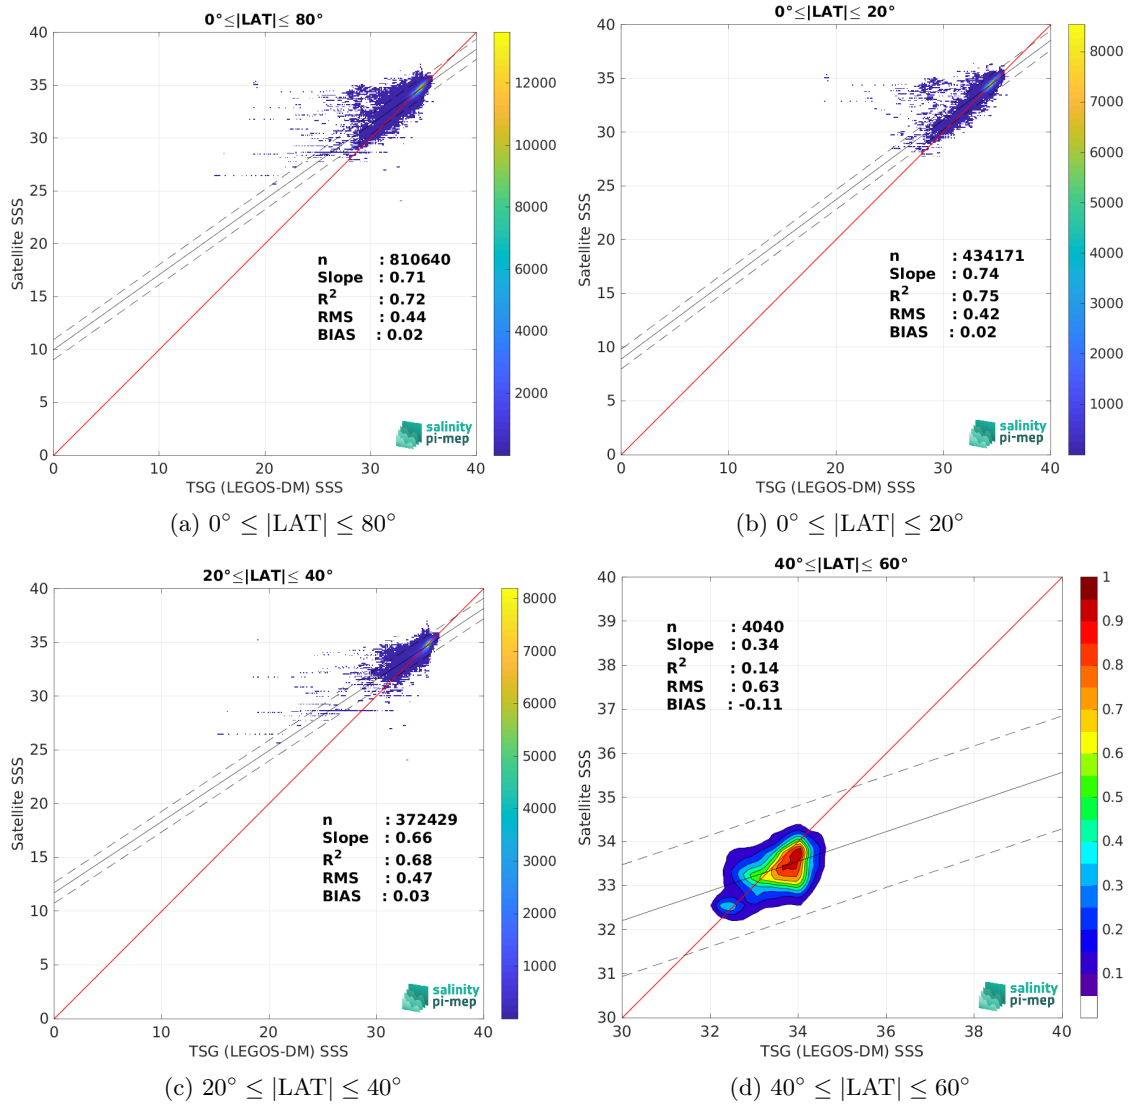 0°≤|LAT|≤ 80°
40
35
30
25
20
15
10
5
0
0
10
20
30
40
Satellite SSS
TSG (LEGOS-DM) SSS
n : 810640
Slope : 0.71
R² : 0.72
RMS : 0.44
BIAS : 0.02
salinity
pi-mep
12000
10000
8000
6000
4000
2000
(a) 0° ≤ |LAT| ≤ 80°
0°≤|LAT|≤ 20°
40
35
30
25
20
15
10
5
0
0
10
20
30
40
Satellite SSS
TSG (LEGOS-DM) SSS
n : 434171
Slope : 0.74
R² : 0.75
RMS : 0.42
BIAS : 0.02
salinity
pi-mep
8000
7000
6000
5000
4000
3000
2000
1000
(b) 0° ≤ |LAT| ≤ 20°
20°≤|LAT|≤ 40°
40
35
30
25
20
15
10
5
0
0
10
20
30
40
Satellite SSS
TSG (LEGOS-DM) SSS
n : 372429
Slope : 0.66
R² : 0.68
RMS : 0.47
BIAS : 0.03
salinity
pi-mep
8000
7000
6000
5000
4000
3000
2000
1000
(c) 20° ≤ |LAT| ≤ 40°
40°≤|LAT|≤ 60°
40
39
38
37
36
35
34
33
32
31
30
30
32
34
36
38
40
Satellite SSS
TSG (LEGOS-DM) SSS
n : 4040
Slope : 0.34
R² : 0.14
RMS : 0.63
BIAS : -0.11
salinity
pi-mep
1
0.9
0.8
0.7
0.6
0.5
0.4
0.3
0.2
0.1
(d) 40° ≤ |LAT| ≤ 60°